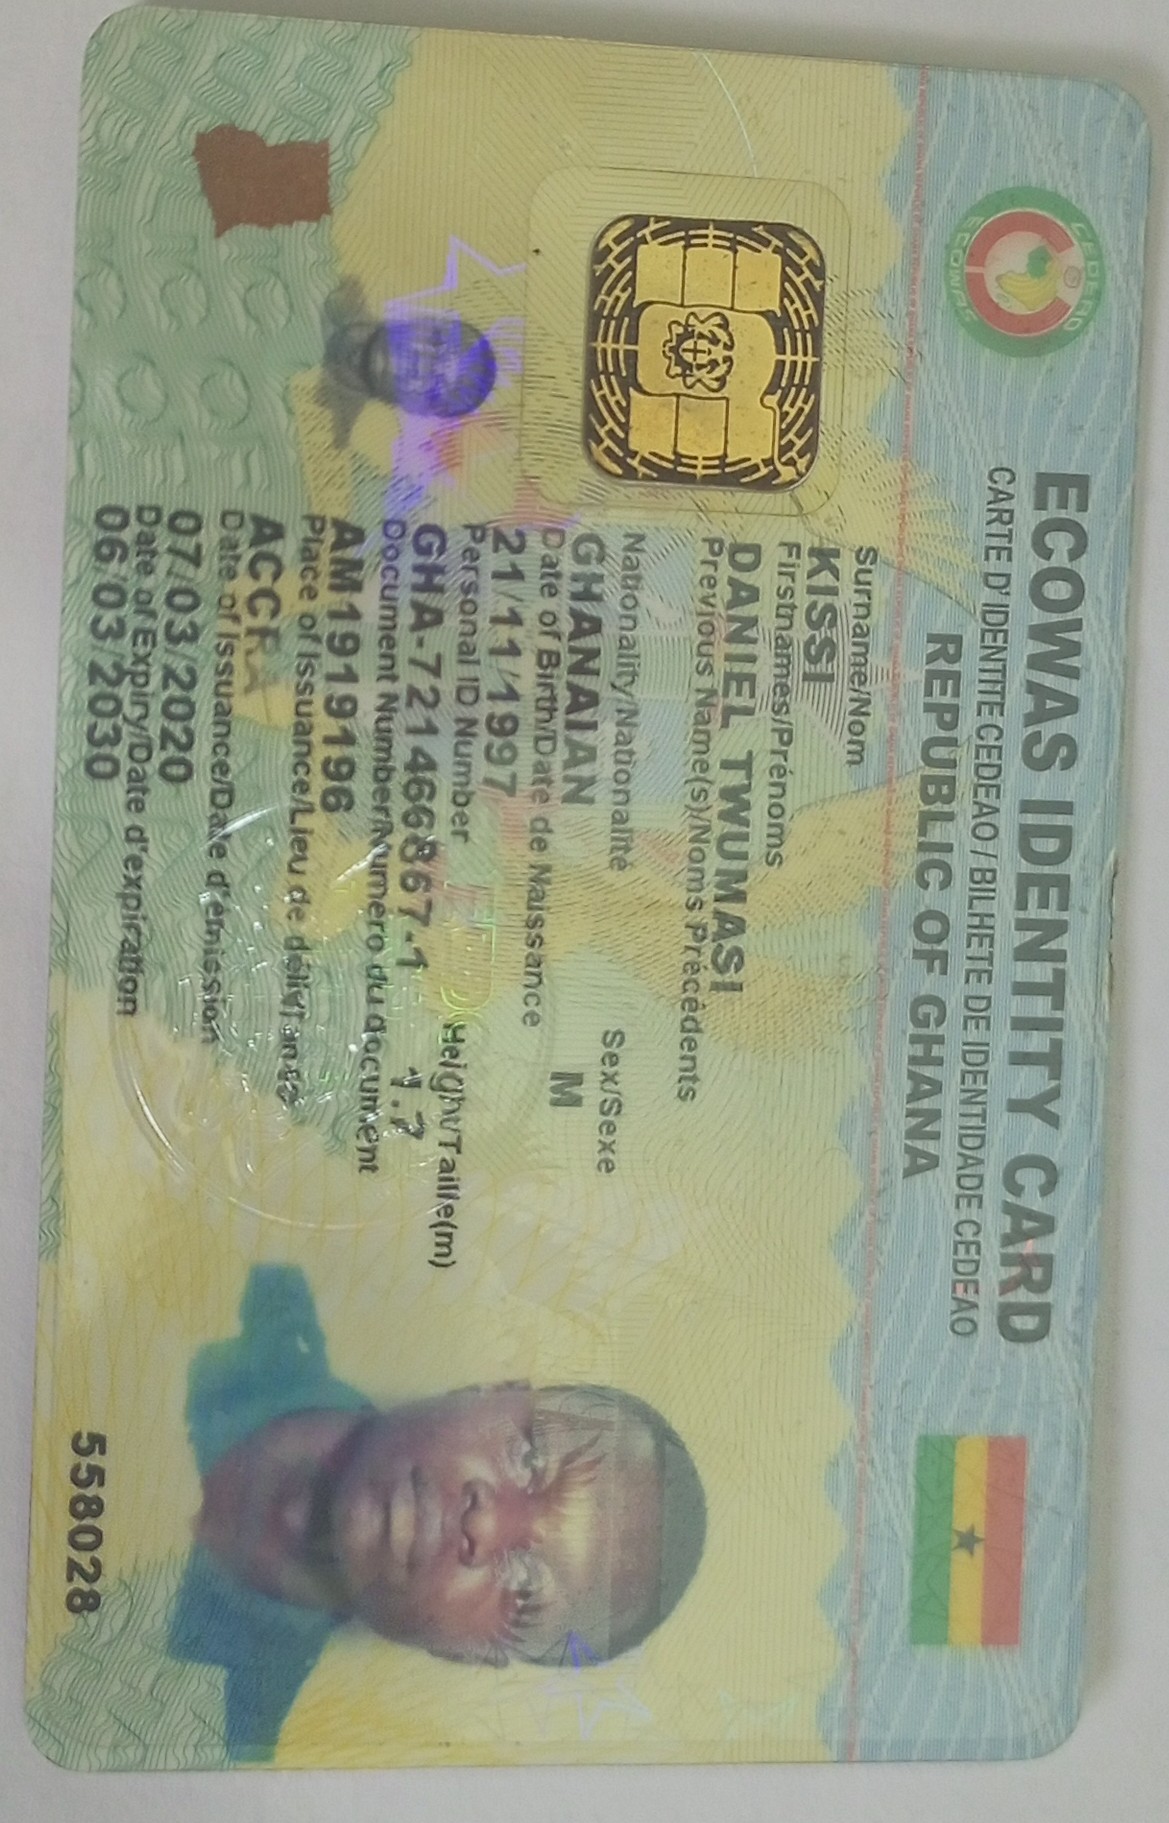 ECOWAS IDENTITY CARD
CARTE D' IDENTITE CEDEAO / BILHETE DE IDENTIDADE CEDEAO
REPUBLIC OF GHANA
CEDEAO
ECOWAS
Surname/Nom
KISSI
Firstnames/Prénoms
DANIEL TWUMASI
Previous Name(s)/Noms Précédents
Nationality/Nationalité Sex/Sexe
GHANAIAN M
Date of Birth/Date de Naissance
21/11/1997
Personal ID Number Height/Taille(m)
GHA-721466867-1 1.7
Document Number/Numero du document
AM1919196
Place of Issuance/Lieu de délivrance
ACCRA
Date of Issuance/Date d'émission
07/03/2020
Date of Expiry/Date d'expiration
06/03/2030
558028